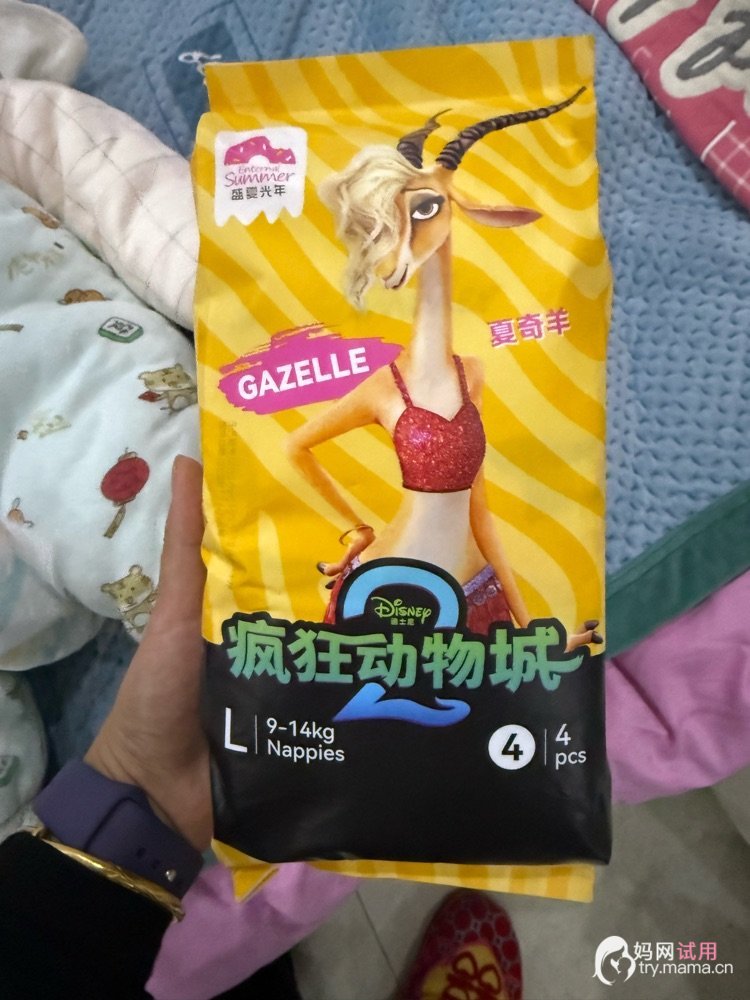 Enternal
Summer
盛夏光年
夏奇羊
GAZELLE
Disney
迪士尼
疯狂动物城
2
L
9-14kg
Nappies
4
4
pcs
妈网试用
try.mama.cn